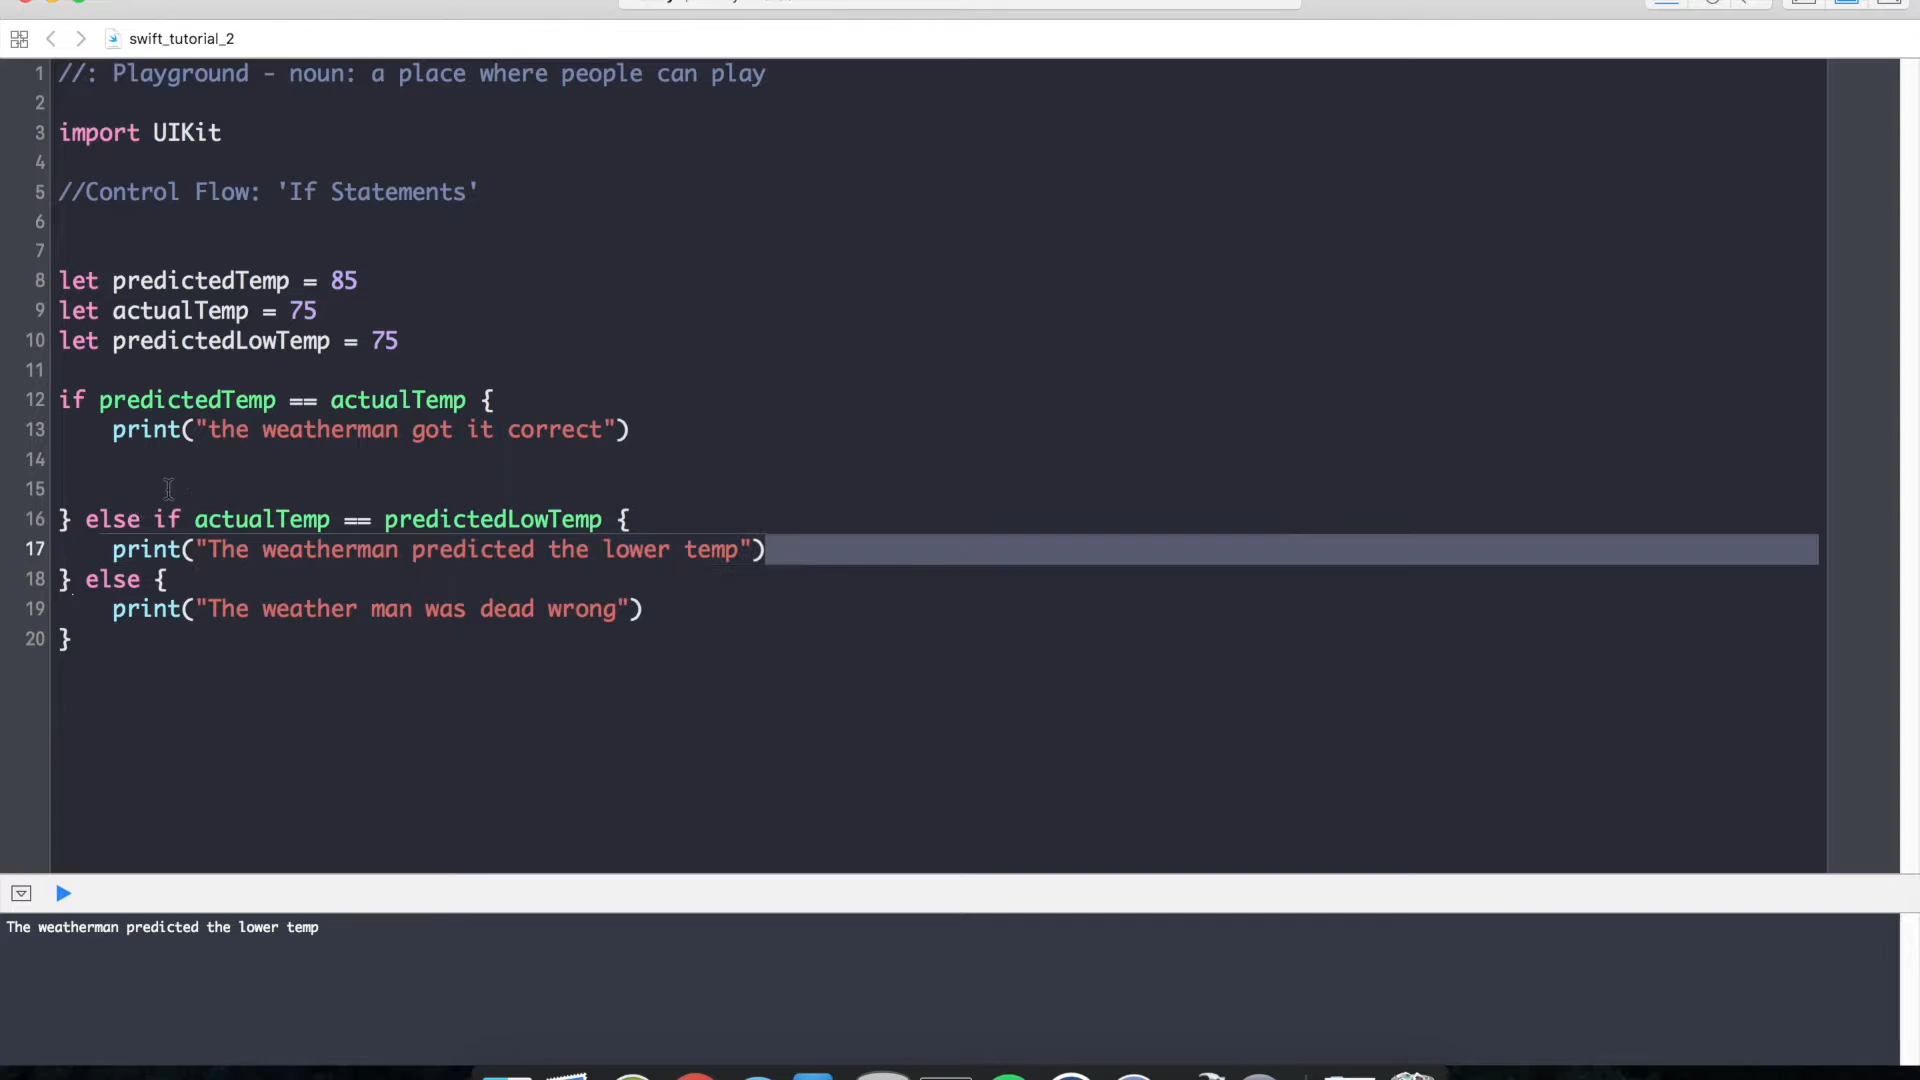 swift_tutorial_2
1 //: Playground - noun: a place where people can play
2
3 import UIKit
4
5 //Control Flow: 'If Statements'
6
7
8 let predictedTemp = 85
9 let actualTemp = 75
10 let predictedLowTemp = 75
11
12 if predictedTemp == actualTemp {
13 print("the weatherman got it correct")
14
15
16 } else if actualTemp == predictedLowTemp {
17 print("The weatherman predicted the lower temp")
18 } else {
19 print("The weather man was dead wrong")
20 }
The weatherman predicted the lower temp